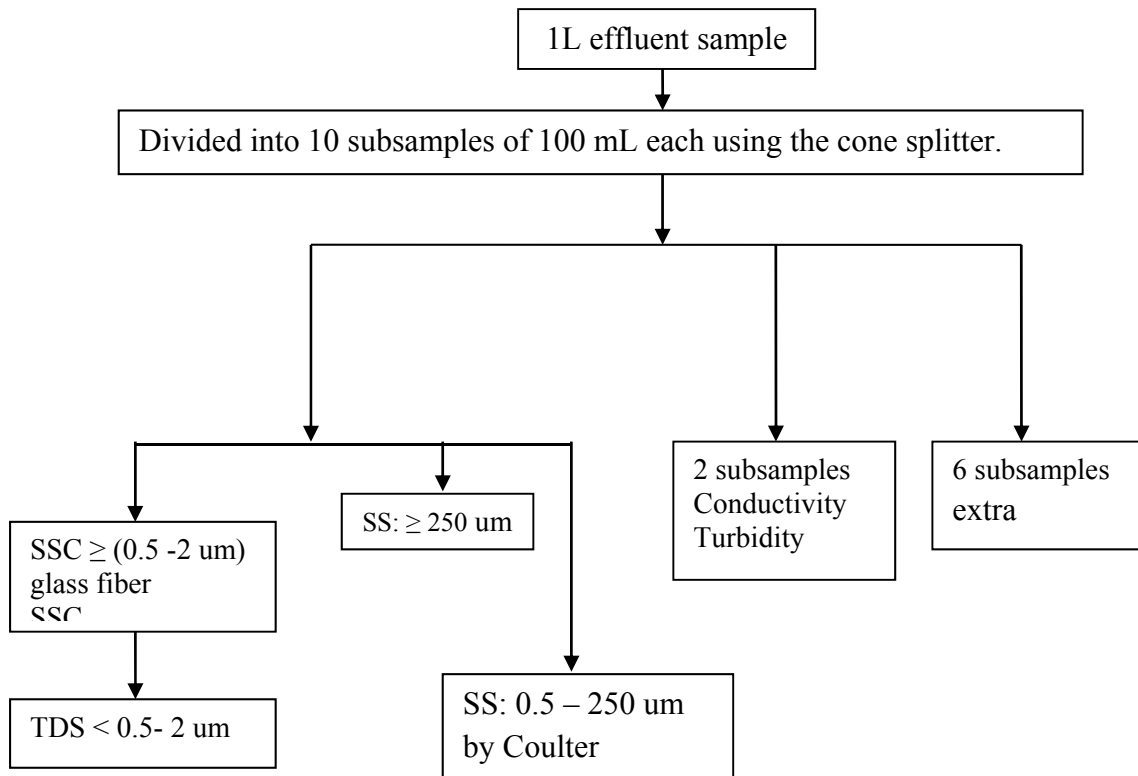 1L effluent sample
Divided into 10 subsamples of 100 mL each using the cone splitter.
2 subsamples
Conductivity
Turbidity
6 subsamples
extra
SS: ≥ 250 um
SSC ≥ (0.5 -2 um)
glass fiber
SSC
TDS < 0.5- 2 um
SS: 0.5 – 250 um
by Coulter